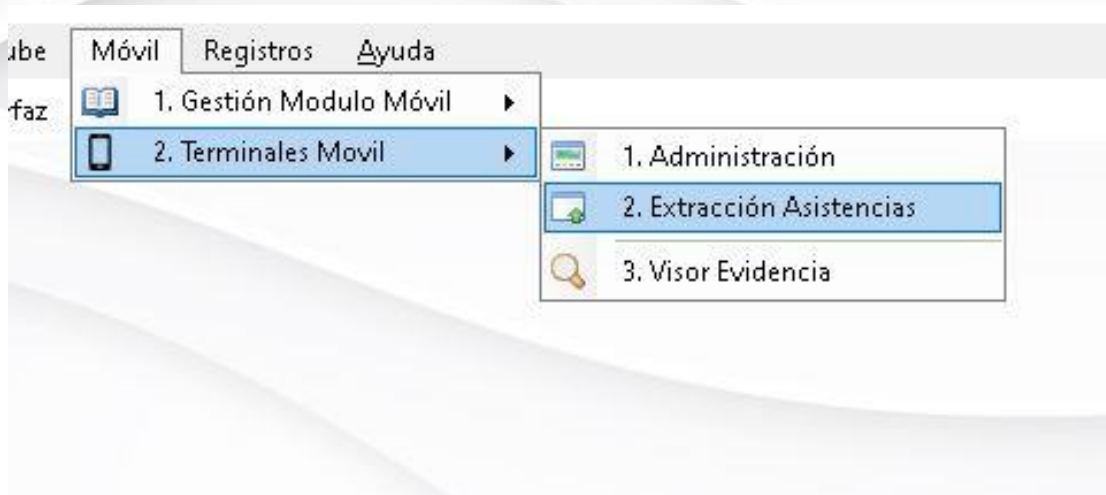 ube Móvil Registros Ayuda
rfaz
1. Gestión Modulo Móvil
2. Terminales Movil
1. Administración
2. Extracción Asistencias
3. Visor Evidencia